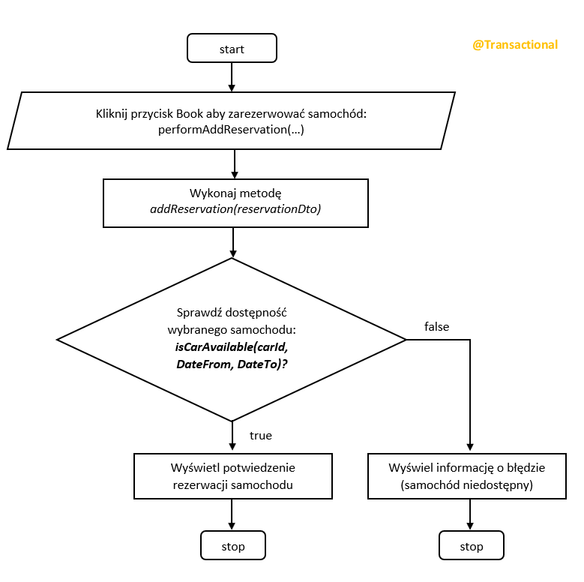 start
@Transactional
Kliknij przycisk Book aby zarezerwować samochód:
performAddReservation(...)
Wykonaj metodę
addReservation(reservationDto)
Sprawdź dostępność
wybranego samochodu:
isCarAvailable(carId,
DateFrom, DateTo)?
false
true
Wyświetl potwiedzenie
rezerwacji samochodu
Wyświel informację o błędzie
(samochód niedostępny)
stop
stop